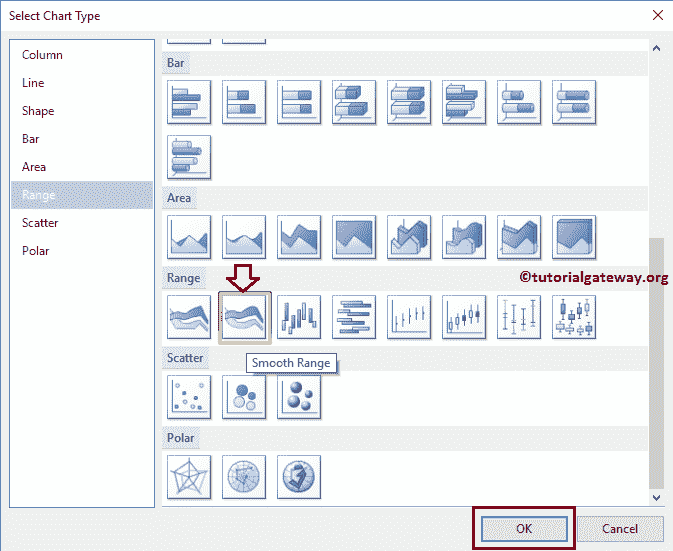 Select Chart Type
Column
Line
Shape
Bar
Area
Range
Scatter
Polar
Bar
Area
©tutorialgateway.org
Range
Smooth Range
Scatter
Polar
OK
Cancel